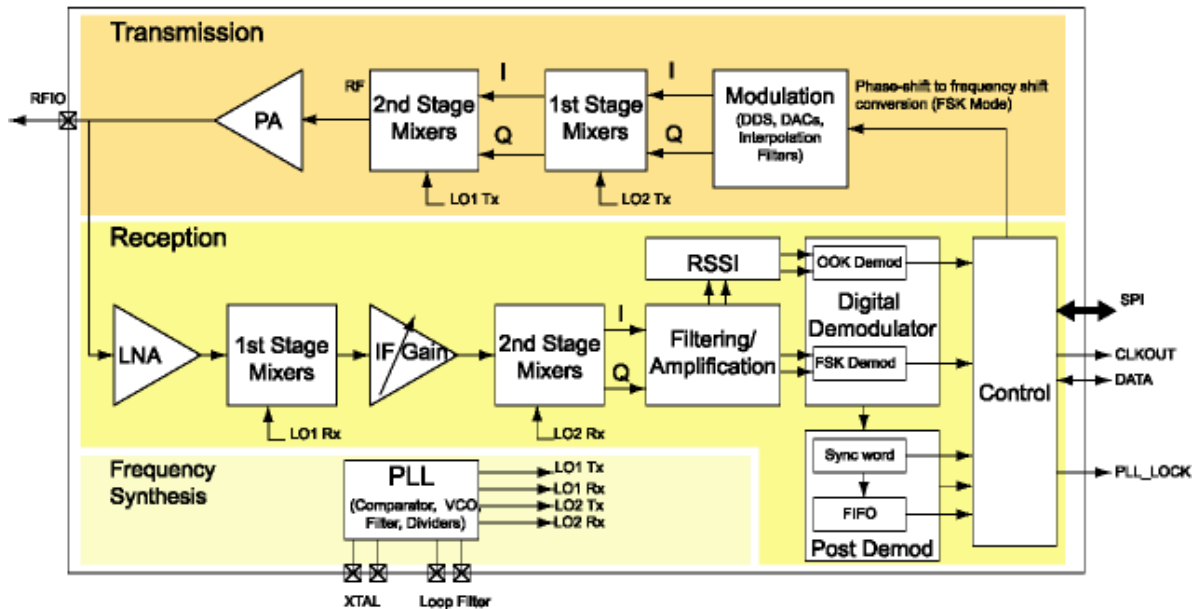 Transmission
RFIO
PA
RF
2nd Stage
Mixers
I
Q
LO1 Tx
1st Stage
Mixers
I
Q
LO2 Tx
Modulation
(DDS, DACs,
Interpolation
Filters)
Phase-shift to frequency shift
conversion (FSK Mode)
Reception
LNA
1st Stage
Mixers
LO1 Rx
IF Gain
2nd Stage
Mixers
LO2 Rx
I
Q
RSSI
Filtering/
Amplification
OOK Demod
Digital
Demodulator
FSK Demod
Control
SPI
CLKOUT
DATA
PLL_LOCK
Sync word
FIFO
Post Demod
Frequency
Synthesis
PLL
(Comparator, VCO,
Filter, Dividers)
LO1 Tx
LO1 Rx
LO2 Tx
LO2 Rx
XTAL
Loop Filter